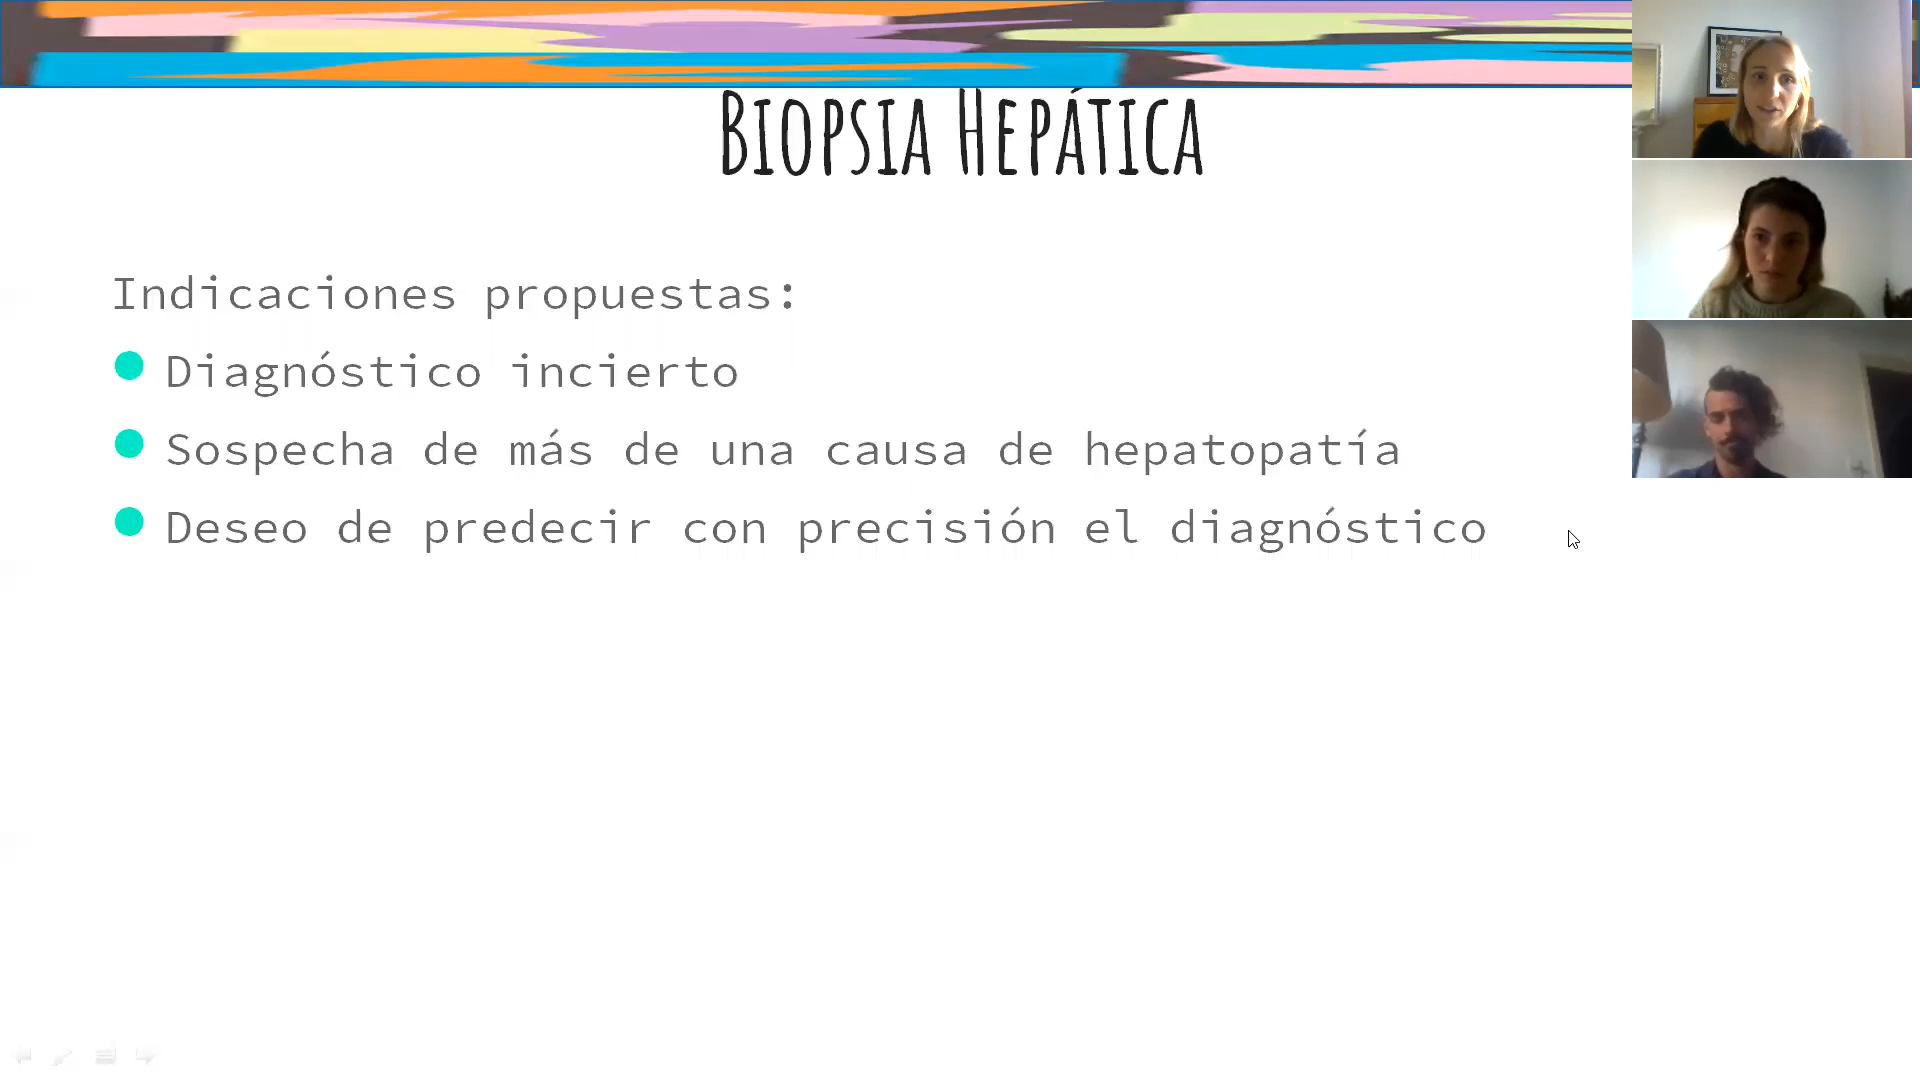 Biopsia Hepática
Indicaciones propuestas:
Diagnóstico incierto
Sospecha de más de una causa de hepatopatía
Deseo de predecir con precisión el diagnóstico